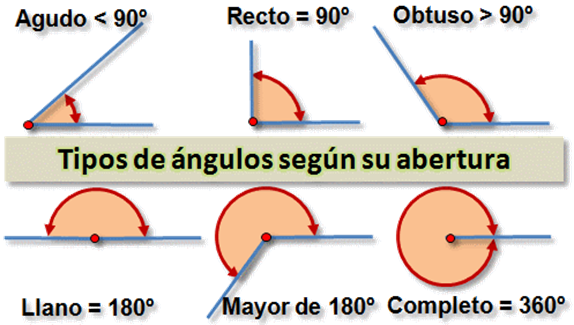 Agudo < 90º
Recto = 90º
Obtuso > 90º
Tipos de ángulos según su abertura
Llano = 180º
Mayor de 180º
Completo = 360º